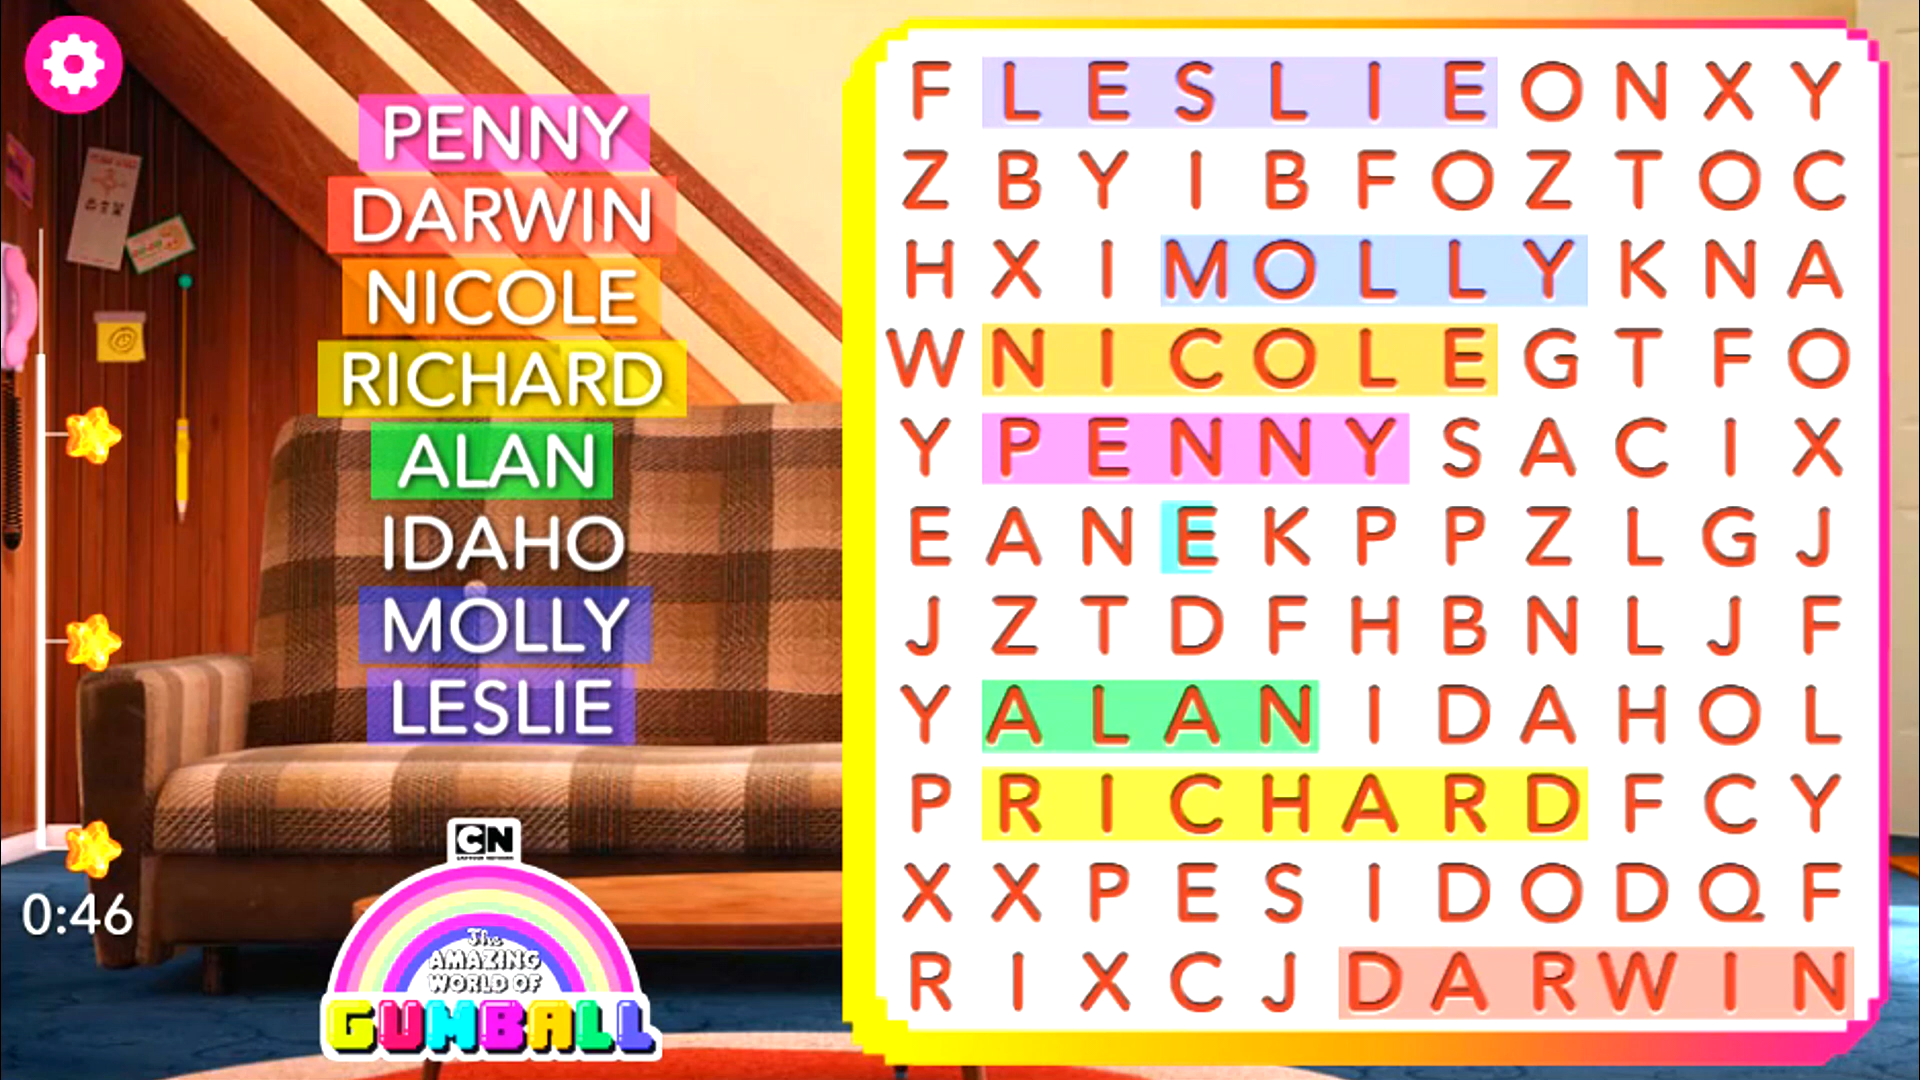 PENNY
DARWIN
NICOLE
RICHARD
ALAN
IDAHO
MOLLY
LESLIE
0:46
CN
The
AMAZING
WORLD OF
GUMBALL
F L E S L I E O N X Y
Z B Y I B F O Z T O C
H X I M O L L Y K N A
W N I C O L E G T F O
Y P E N N Y S A C I X
E A N E K P P Z L G J
J Z T D F H B N L J F
Y A L A N I D A H O L
P R I C H A R D F C Y
X X P E S I D O D Q F
R I X C J D A R W I N